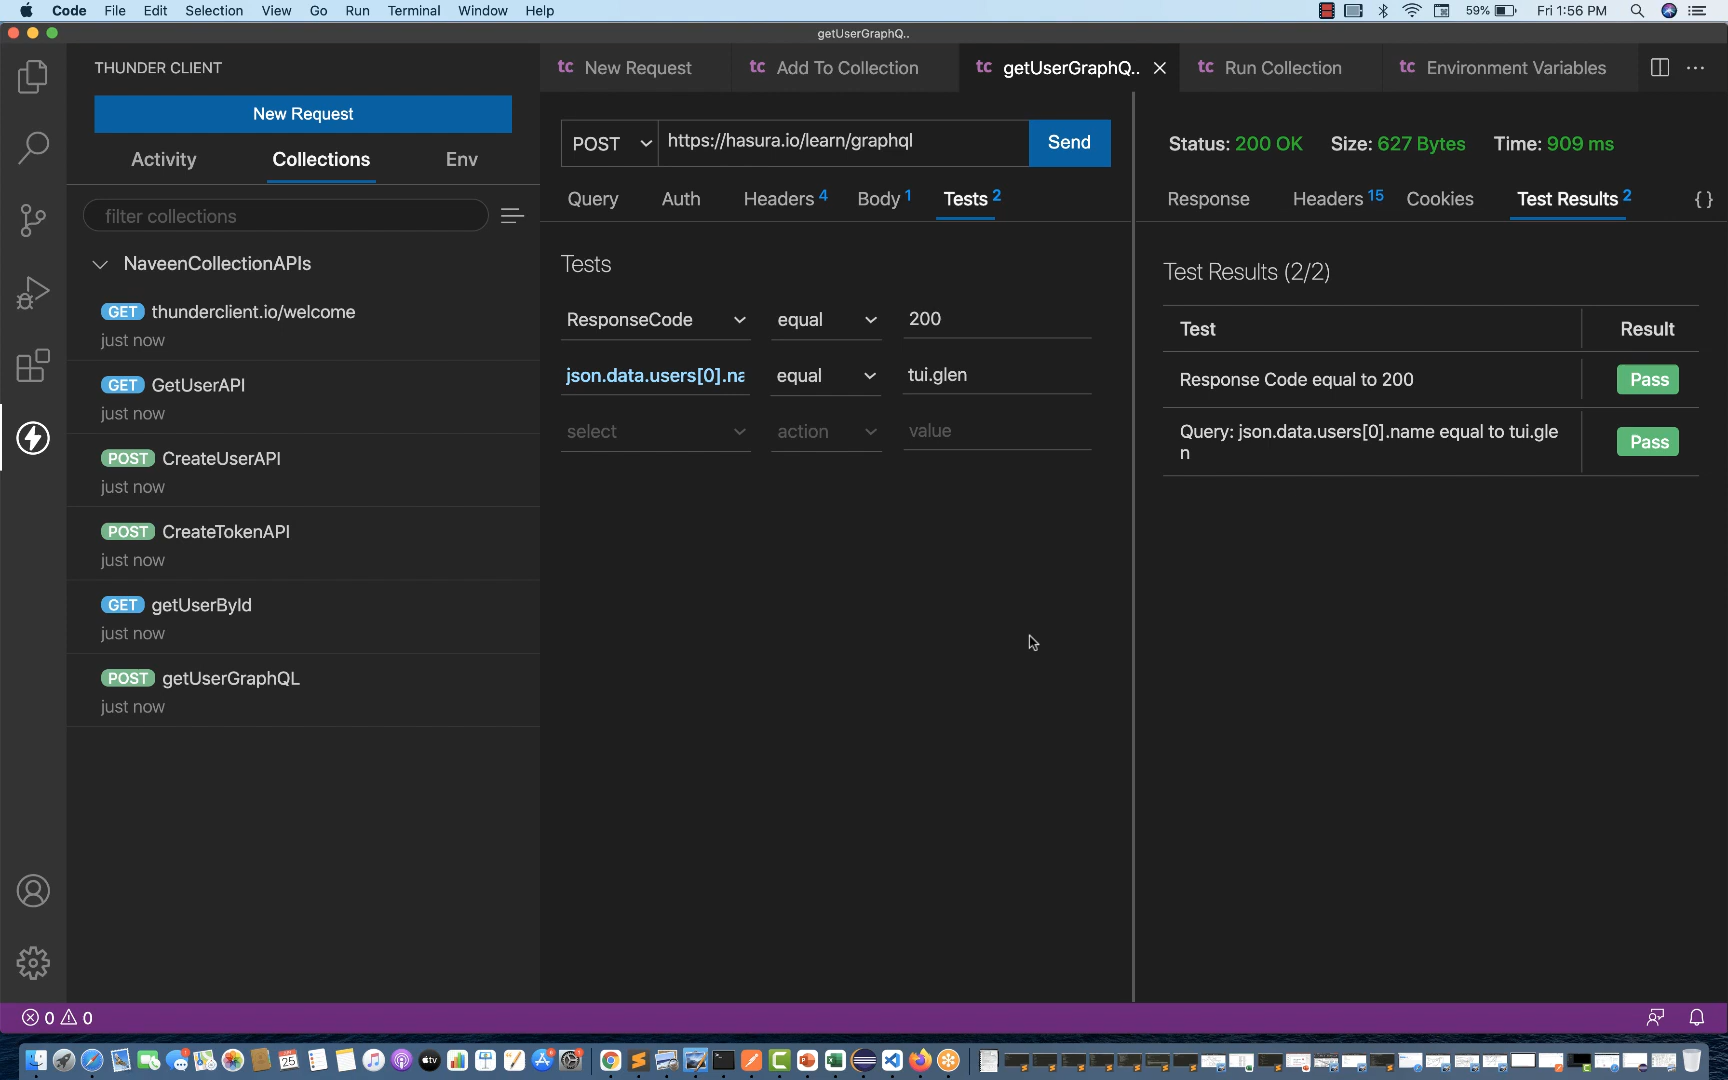 Code File Edit Selection View Go Run Terminal Window Help
59% Fri 1:56 PM
getUserGraphQ..
THUNDER CLIENT
New Request
Activity Collections Env
filter collections
NaveenCollectionAPIs
GET thunderclient.io/welcome
just now
GET GetUserAPI
just now
POST CreateUserAPI
just now
POST CreateTokenAPI
just now
GET getUserById
just now
POST getUserGraphQL
just now
tc New Request tc Add To Collection tc getUserGraphQ.. tc Run Collection tc Environment Variables
POST https://hasura.io/learn/graphql Send
Query Auth Headers 4 Body 1 Tests 2
Tests
ResponseCode equal 200
json.data.users[0].na equal tui.glen
select action value
Status: 200 OK Size: 627 Bytes Time: 909 ms
Response Headers 15 Cookies Test Results 2 {}
Test Results (2/2)
Test Result
Response Code equal to 200 Pass
Query: json.data.users[0].name equal to tui.gle
n Pass
0 0